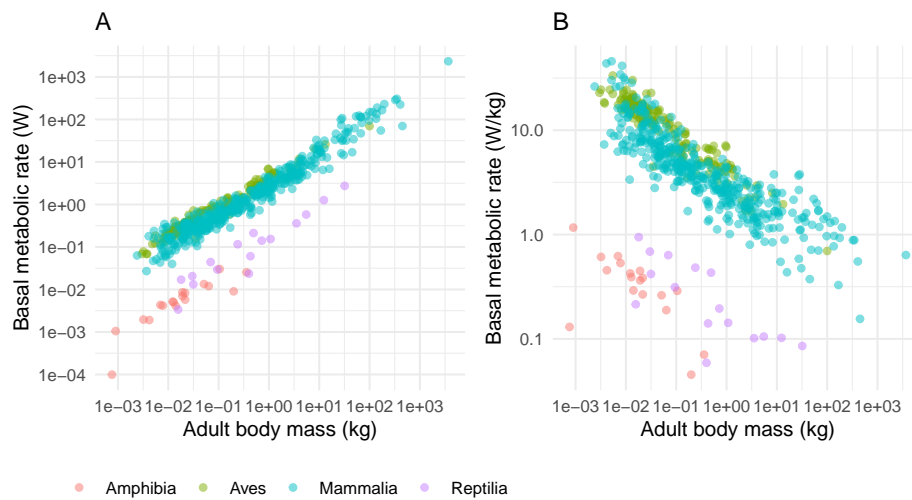 A
Basal metabolic rate (W)
1e+03
1e+02
1e+01
1e+00
1e-01
1e-02
1e-03
1e-04
1e-03 1e-02 1e-01 1e+00 1e+01 1e+02 1e+03
Adult body mass (kg)
B
Basal metabolic rate (W/kg)
10.0
1.0
0.1
1e-03 1e-02 1e-01 1e+00 1e+01 1e+02 1e+03
Adult body mass (kg)
Amphibia Aves Mammalia Reptilia